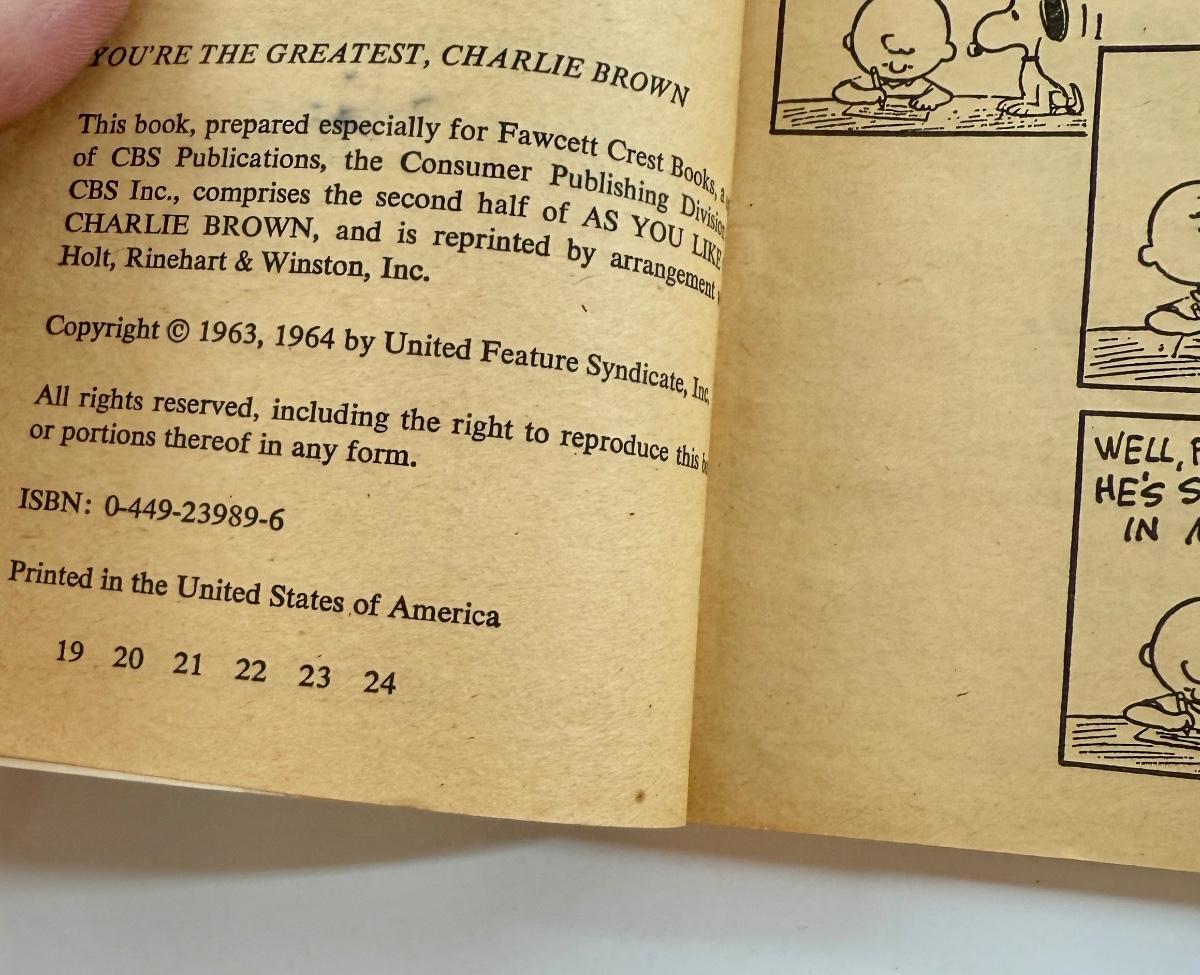 YOU'RE THE GREATEST, CHARLIE BROWN
This book, prepared especially for Fawcett Crest Books, a
of CBS Publications, the Consumer Publishing Division
CBS Inc., comprises the second half of AS YOU LIKE
CHARLIE BROWN, and is reprinted by arrangement
Holt, Rinehart & Winston, Inc.
Copyright © 1963, 1964 by United Feature Syndicate, Inc.
All rights reserved, including the right to reproduce this
or portions thereof in any form.
ISBN: 0-449-23989-6
Printed in the United States of America
19 20 21 22 23 24
WELL,
HE'S
IN